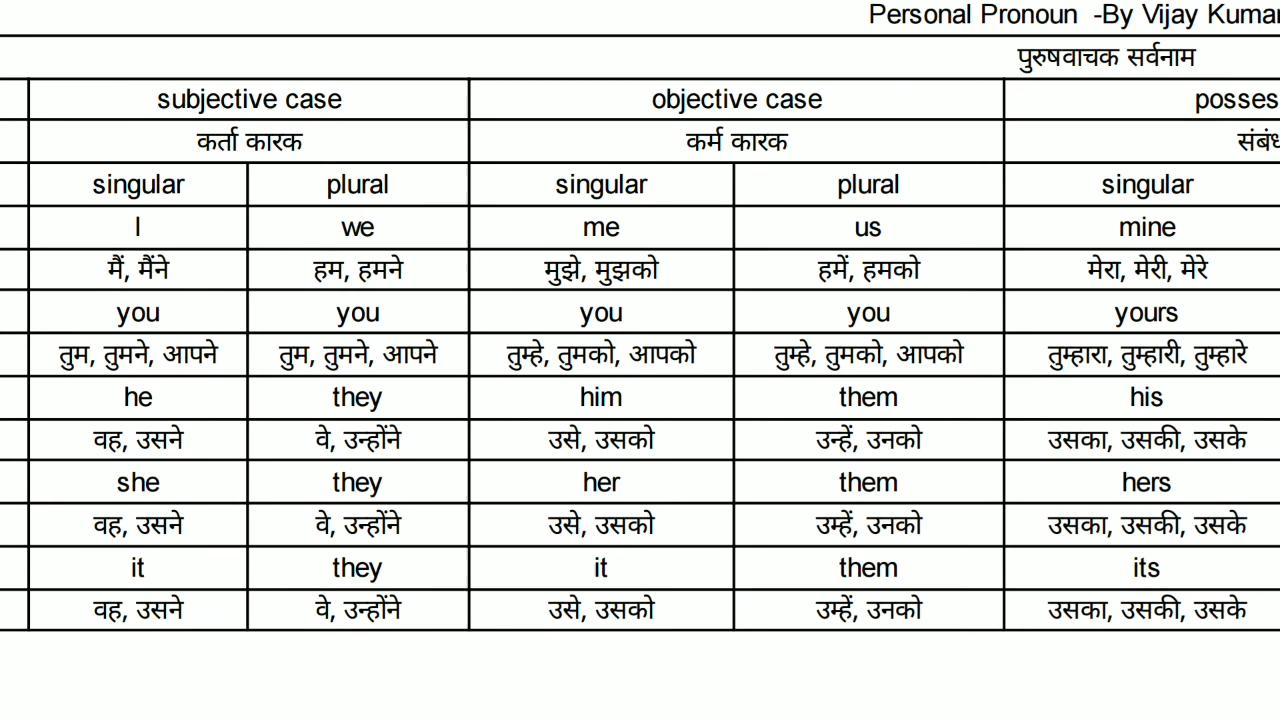 Personal Pronoun -By Vijay Kumar
पुरुषवाचक सर्वनाम
subjective case objective case posses
कर्ता कारक कर्म कारक संबंध
singular plural singular plural singular
I we me us mine
मैं, मैंने हम, हमने मुझे, मुझको हमें, हमको मेरा, मेरी, मेरे
you you you you yours
तुम, तुमने, आपने तुम, तुमने, आपने तुम्हे, तुमको, आपको तुम्हे, तुमको, आपको तुम्हारा, तुम्हारी, तुम्हारे
he they him them his
वह, उसने वे, उन्होंने उसे, उसको उन्हें, उनको उसका, उसकी, उसके
she they her them hers
वह, उसने वे, उन्होंने उसे, उसको उम्हें, उनको उसका, उसकी, उसके
it they it them its
वह, उसने वे, उन्होंने उसे, उसको उम्हें, उनको उसका, उसकी, उसके